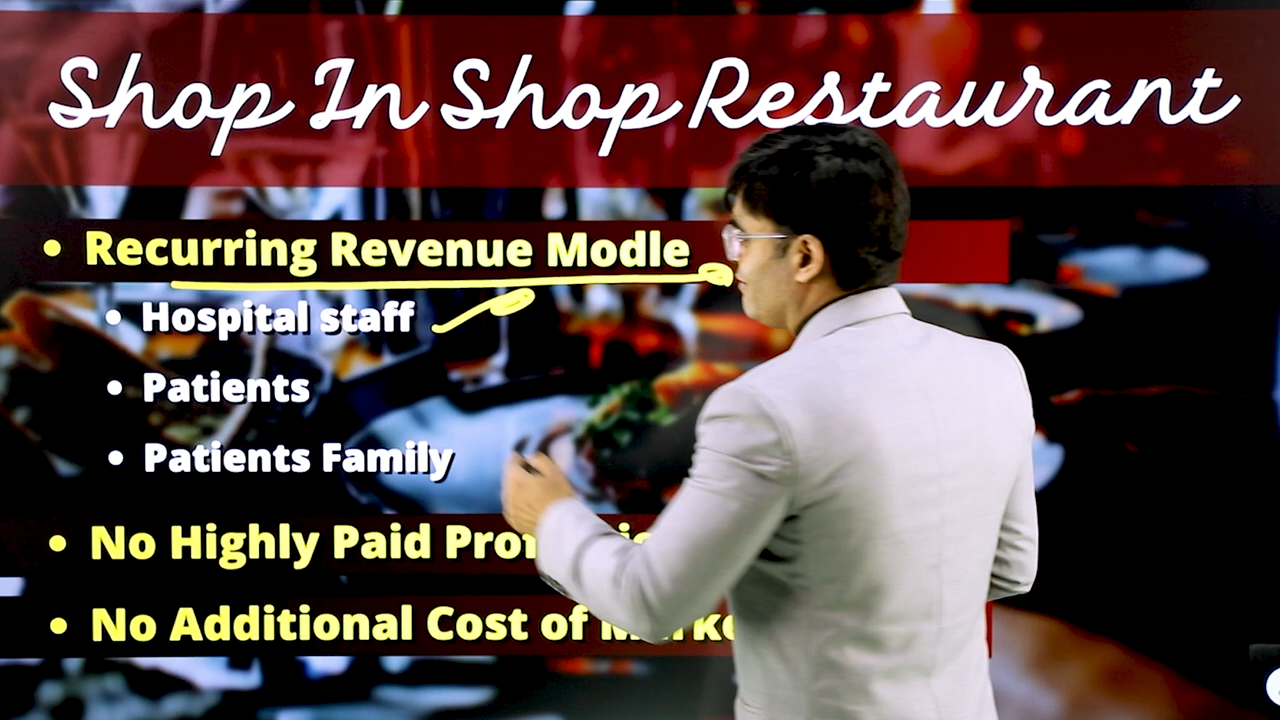 Shop In Shop Restaurant
• Recurring Revenue Modle
• Hospital staff
• Patients
• Patients Family
• No Highly Paid
• No Additional Cost of